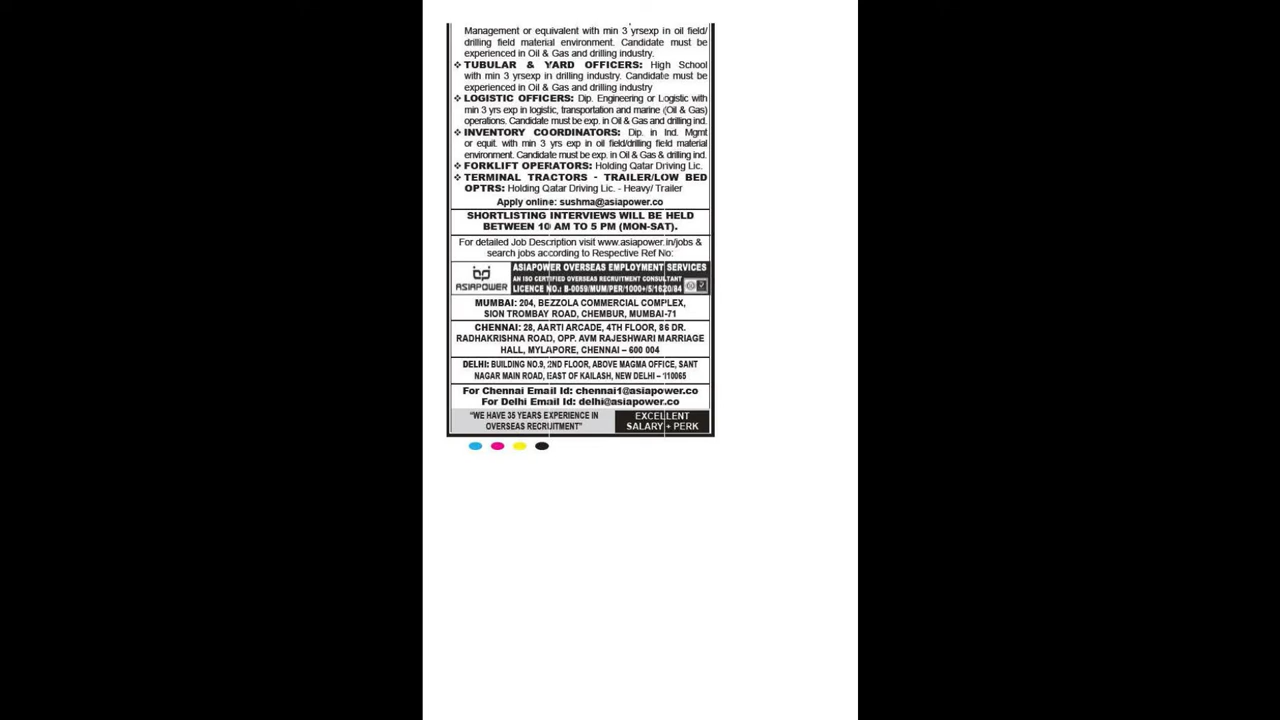 Management or equivalent with min 3 yrsexp in oil field/
drilling field material environment. Candidate must be
experienced in Oil & Gas and drilling industry.
❖ TUBULAR & YARD OFFICERS: High School
with min 3 yrsexp in drilling industry. Candidate must be
experienced in Oil & Gas and drilling industry
❖ LOGISTIC OFFICERS: Dip. Engineering or Logistic with
min 3 yrs exp in logistic, transportation and marine (Oil & Gas)
operations. Candidate must be exp. in Oil & Gas and drilling ind.
❖ INVENTORY COORDINATORS: Dip. in Ind. Mgmt
or equit. with min 3 yrs exp in oil field/drilling field material
environment. Candidate must be exp. in Oil & Gas & drilling ind.
❖ FORKLIFT OPERATORS: Holding Qatar Driving Lic.
❖ TERMINAL TRACTORS - TRAILER/LOW BED
OPTRS: Holding Qatar Driving Lic. - Heavy/ Trailer
Apply online: sushma@asiapower.co
SHORTLISTING INTERVIEWS WILL BE HELD
BETWEEN 10 AM TO 5 PM (MON-SAT).
For detailed Job Description visit www.asiapower.in/jobs &
search jobs according to Respective Ref No:
ASIAPOWER
ASIAPOWER OVERSEAS EMPLOYMENT SERVICES
AN ISO CERTIFIED OVERSEAS RECRUITMENT CONSULTANT
LICENCE NO.: B-0059/MUM/PER/1000+/5/1620/84
MUMBAI: 204, BEZZOLA COMMERCIAL COMPLEX,
SION TROMBAY ROAD, CHEMBUR, MUMBAI-71
CHENNAI: 28, AARTI ARCADE, 4TH FLOOR, 86 DR.
RADHAKRISHNA ROAD, OPP. AVM RAJESHWARI MARRIAGE
HALL, MYLAPORE, CHENNAI – 600 004
DELHI: BUILDING NO.9, 2ND FLOOR, ABOVE MAGMA OFFICE, SANT
NAGAR MAIN ROAD, EAST OF KAILASH, NEW DELHI – 110065
For Chennai Email Id: chennai1@asiapower.co
For Delhi Email Id: delhi@asiapower.co
"WE HAVE 35 YEARS EXPERIENCE IN
OVERSEAS RECRUITMENT"
EXCELLENT
SALARY + PERK